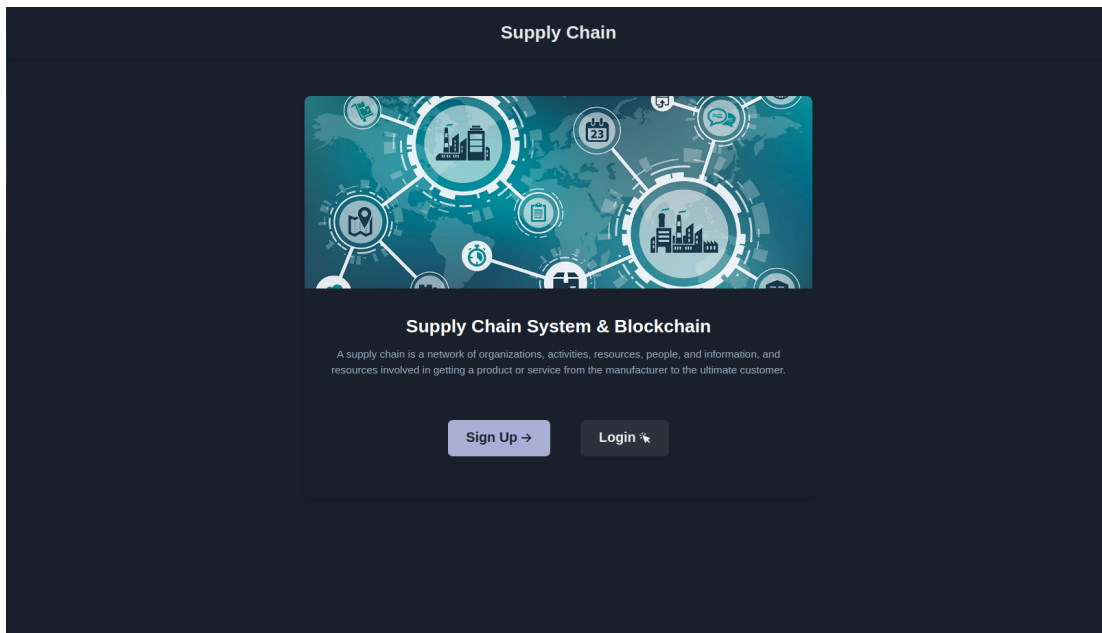 Supply Chain
23
Supply Chain System & Blockchain
A supply chain is a network of organizations, activities, resources, people, and information, and
resources involved in getting a product or service from the manufacturer to the ultimate customer.
Sign Up
Login